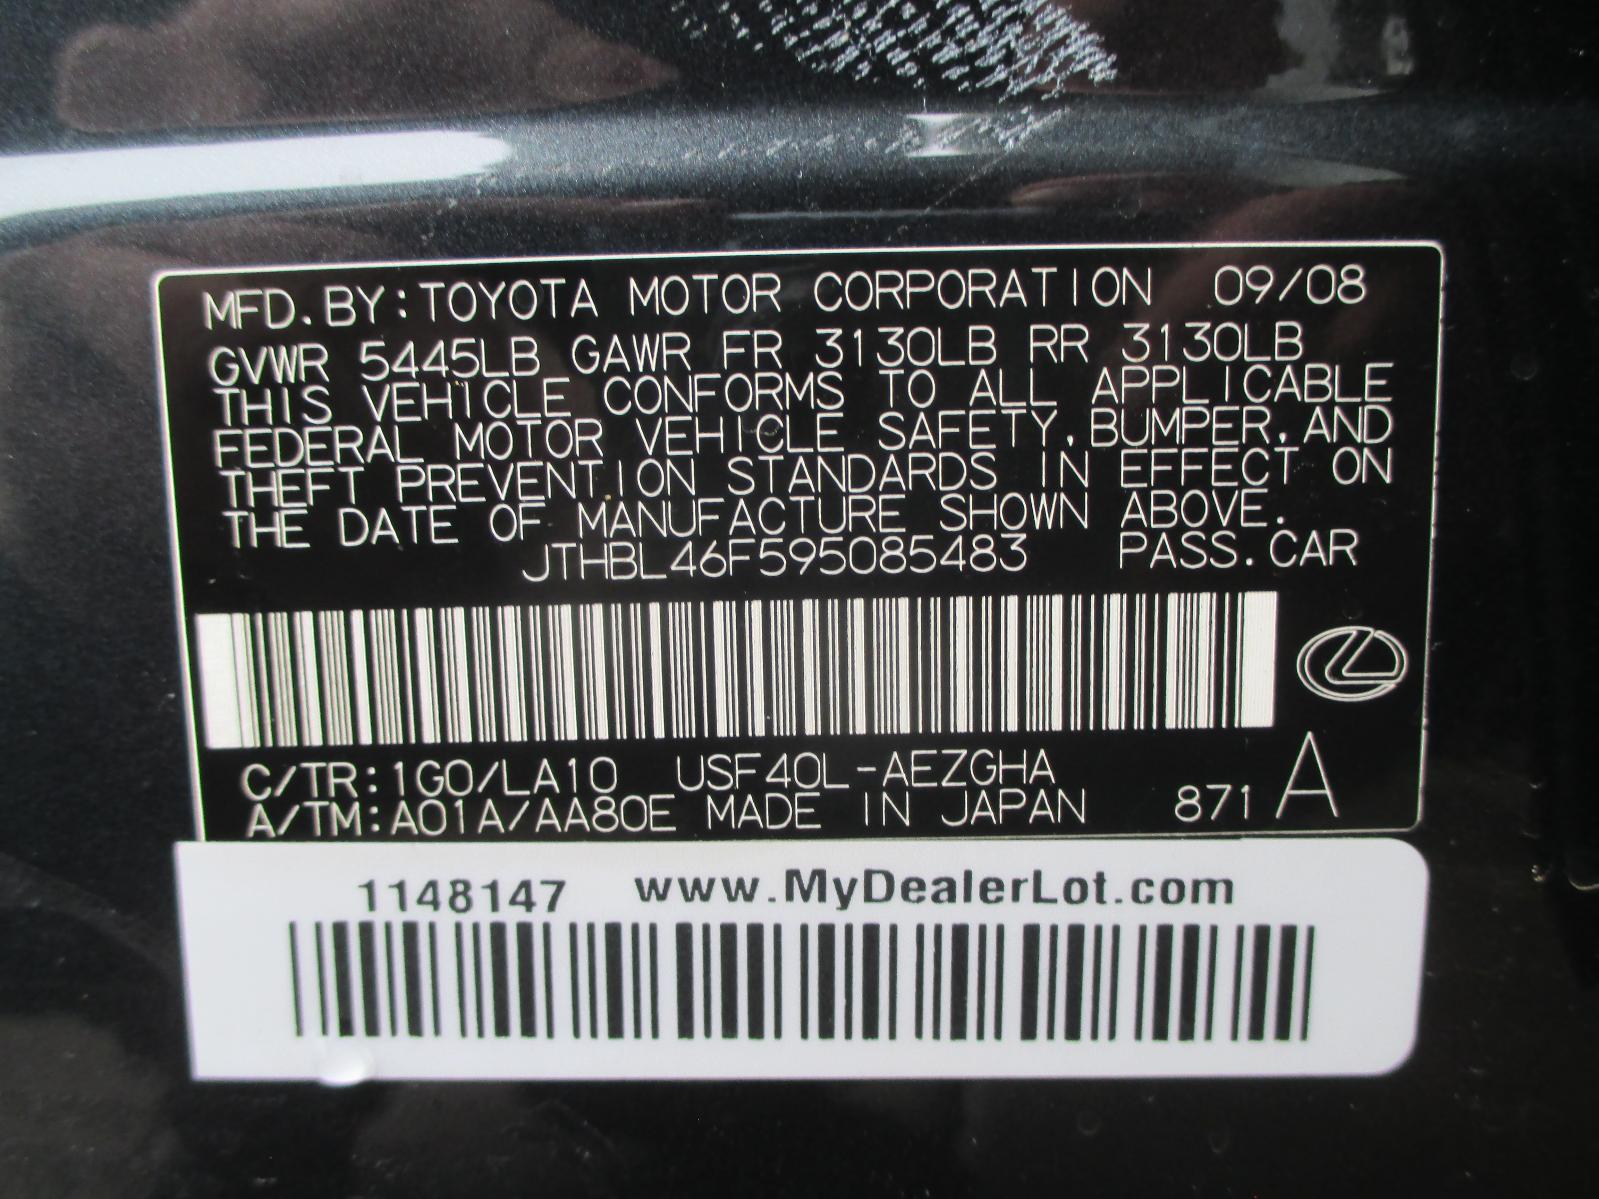 MFD. BY: TOYOTA MOTOR CORPORATION 09/08
GVWR 5445LB GAWR FR 3130LB RR 3130LB
THIS VEHICLE CONFORMS TO ALL APPLICABLE
FEDERAL MOTOR VEHICLE SAFETY, BUMPER, AND
THEFT PREVENTION STANDARDS IN EFFECT ON
THE DATE OF MANUFACTURE SHOWN ABOVE.
JTHBL46F595085483 PASS. CAR
C/TR: 1G0/LA10 USF40L-AEZGHA
A/TM: A01A/AA80E MADE IN JAPAN 871 A
1148147 www.MyDealerLot.com